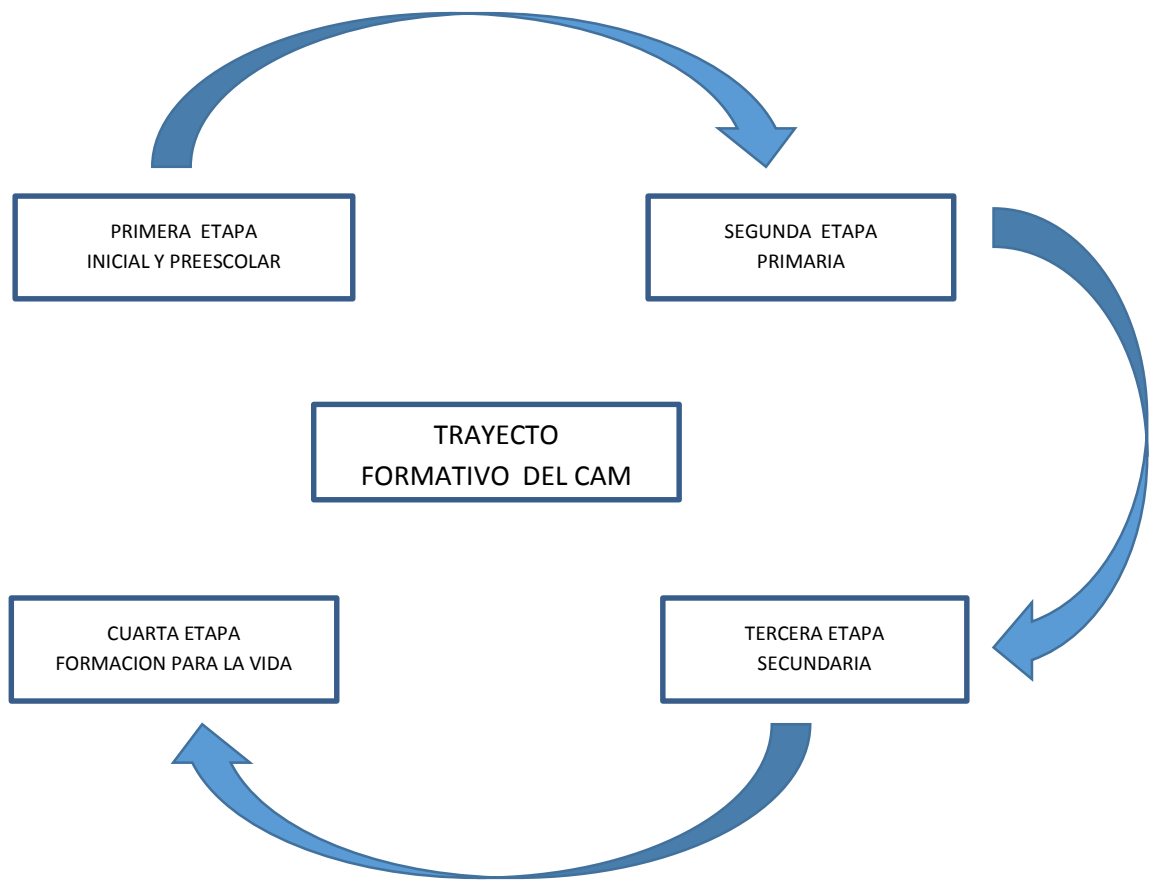 PRIMERA ETAPA
INICIAL Y PREESCOLAR
SEGUNDA ETAPA
PRIMARIA
TRAYECTO
FORMATIVO DEL CAM
CUARTA ETAPA
FORMACION PARA LA VIDA
TERCERA ETAPA
SECUNDARIA